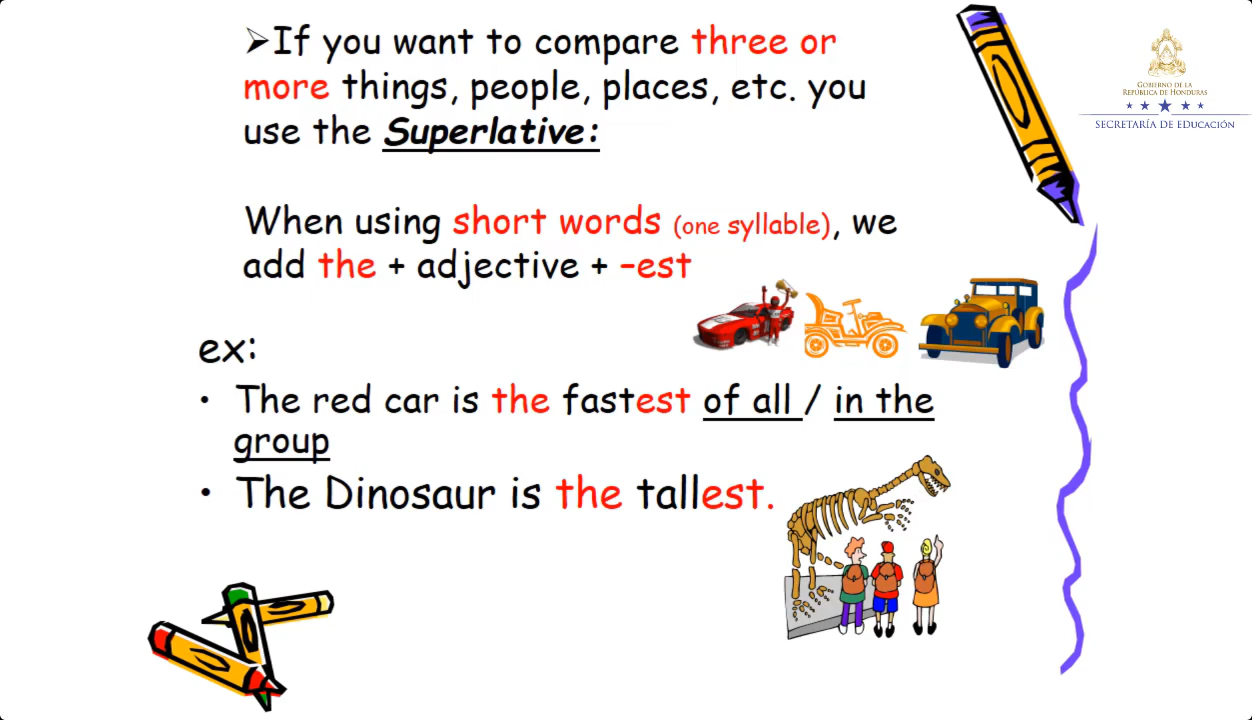 ➢If you want to compare three or
more things, people, places, etc. you
use the Superlative:
When using short words (one syllable), we
add the + adjective + –est
ex:
• The red car is the fastest of all / in the
group
• The Dinosaur is the tallest.
GOBIERNO DE LA
REPÚBLICA DE HONDURAS
SECRETARÍA DE EDUCACIÓN